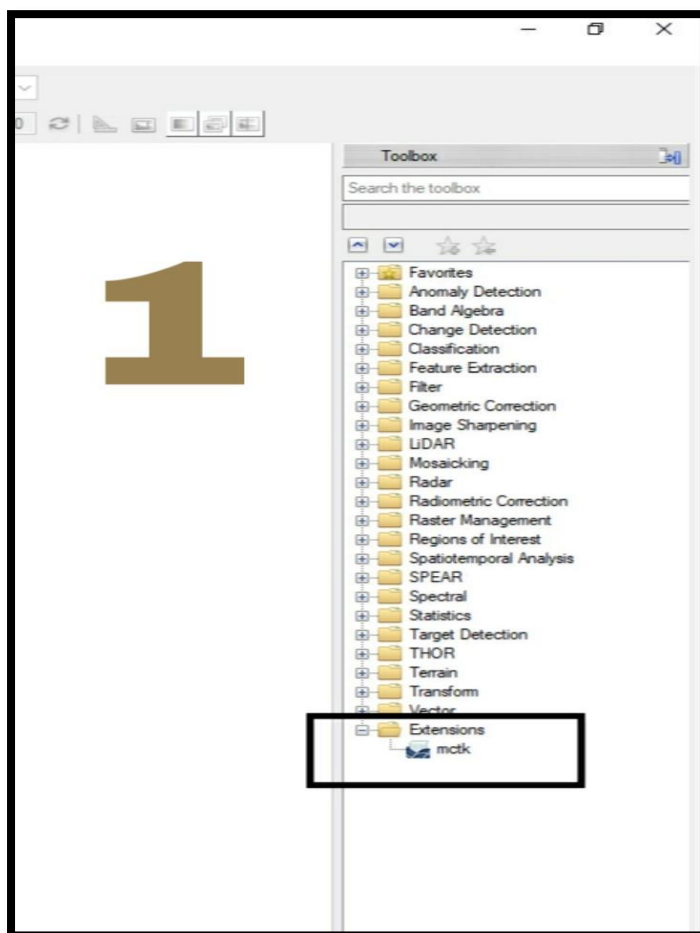 0
Toolbox
Search the toolbox
1
Favorites
Anomaly Detection
Band Algebra
Change Detection
Classification
Feature Extraction
Filter
Geometric Correction
Image Sharpening
LiDAR
Mosaicking
Radar
Radiometric Correction
Raster Management
Regions of Interest
Spatiotemporal Analysis
SPEAR
Spectral
Statistics
Target Detection
THOR
Terrain
Transform
Vector
Extensions
mctk